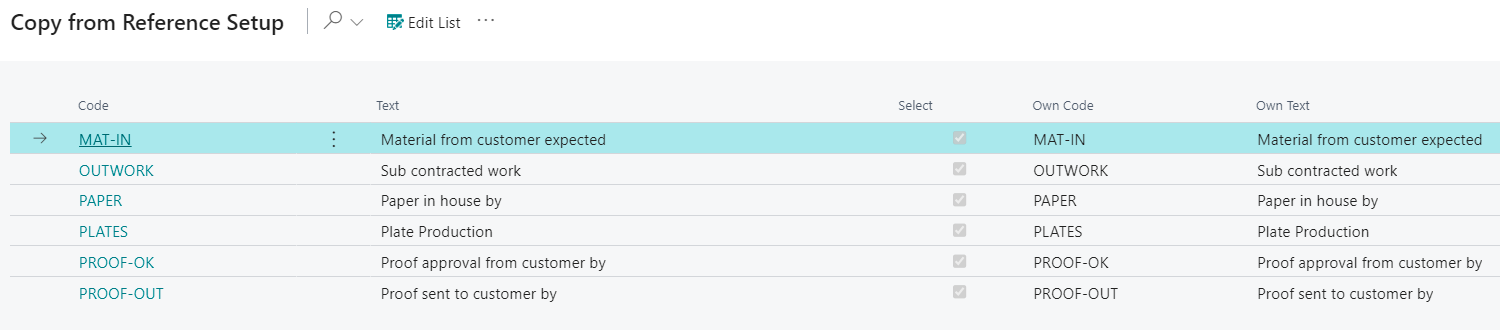 Copy from Reference Setup Edit List ...
Code Text Select Own Code Own Text
MAT-IN Material from customer expected MAT-IN Material from customer expected
OUTWORK Sub contracted work OUTWORK Sub contracted work
PAPER Paper in house by PAPER Paper in house by
PLATES Plate Production PLATES Plate Production
PROOF-OK Proof approval from customer by PROOF-OK Proof approval from customer by
PROOF-OUT Proof sent to customer by PROOF-OUT Proof sent to customer by